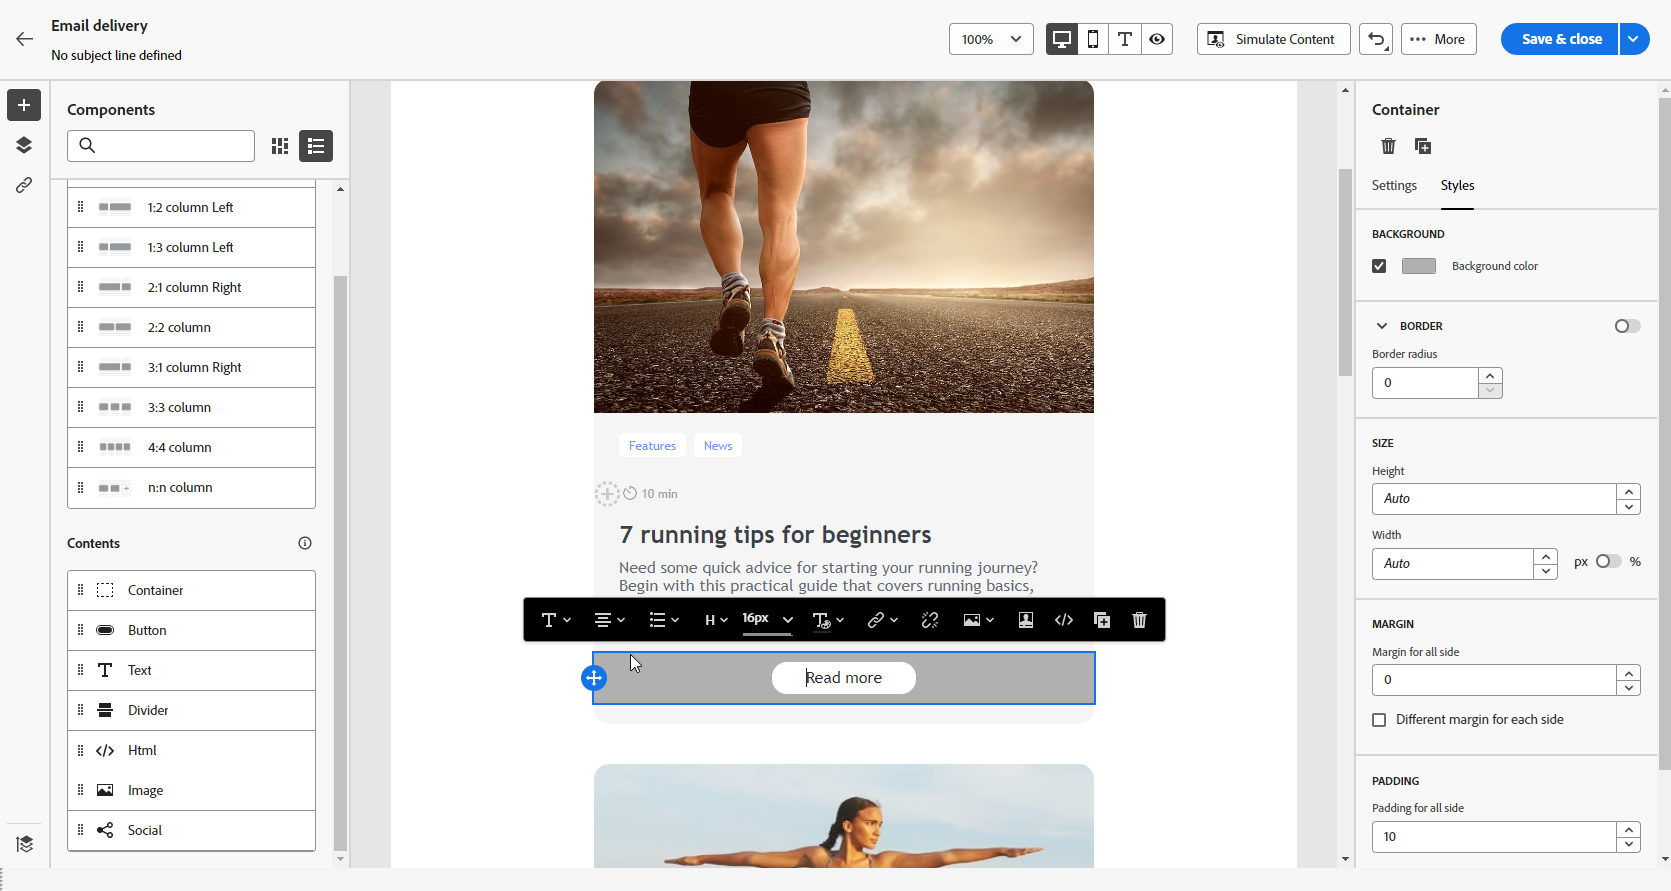 Email delivery
No subject line defined
100%
Simulate Content
More
Save & close
Components
1:2 column Left
1:3 column Left
2:1 column Right
2:2 column
3:1 column Right
3:3 column
4:4 column
n:n column
Contents
Container
Button
Text
Divider
Html
Image
Social
Features
News
10 min
7 running tips for beginners
Need some quick advice for starting your running journey?
Begin with this practical guide that covers running basics,
H
16px
Read more
Container
Settings
Styles
BACKGROUND
Background color
BORDER
Border radius
0
SIZE
Height
Auto
Width
Auto
px
%
MARGIN
Margin for all side
0
Different margin for each side
PADDING
Padding for all side
10